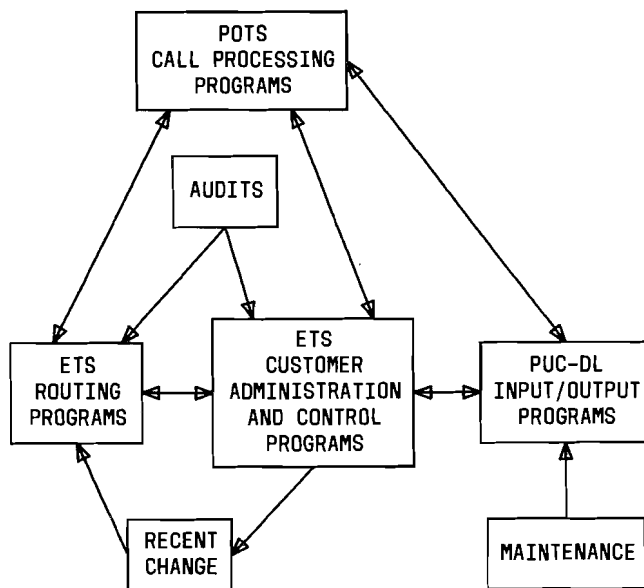 POTS
CALL PROCESSING
PROGRAMS
AUDITS
ETS
ROUTING
PROGRAMS
ETS
CUSTOMER
ADMINISTRATION
AND CONTROL
PROGRAMS
PUC-DL
INPUT/OUTPUT
PROGRAMS
RECENT
CHANGE
MAINTENANCE